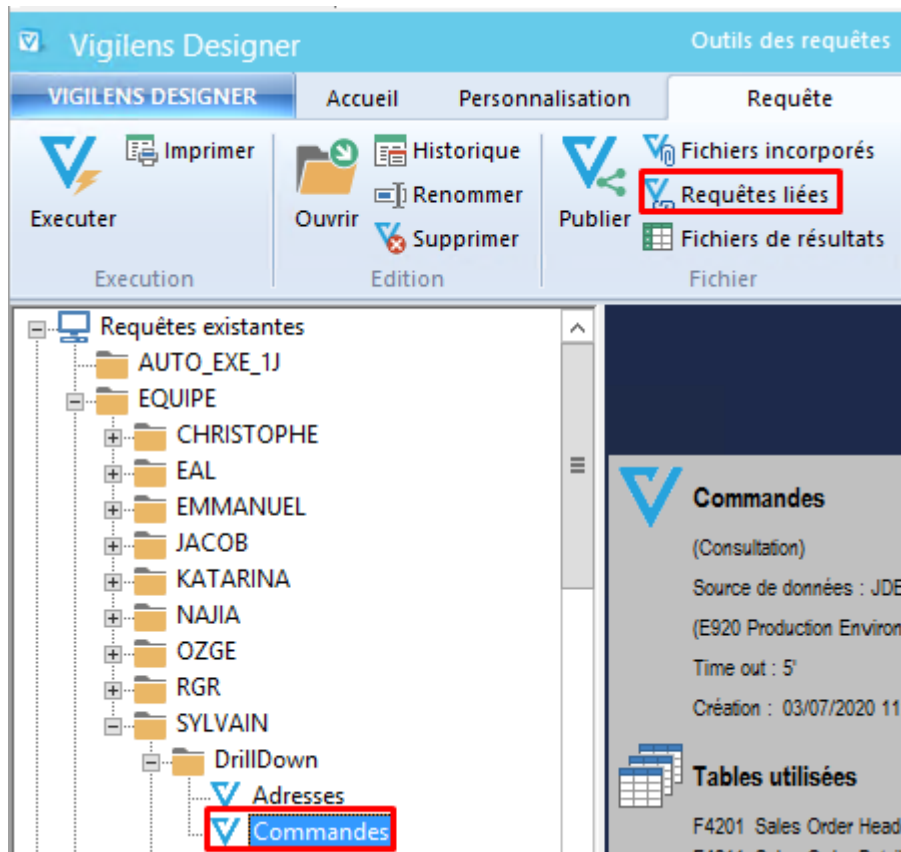 Vigilens Designer
Outils des requêtes
VIGILENS DESIGNER
Accueil
Personnalisation
Requête
Executer
Imprimer
Execution
Ouvrir
Historique
Renommer
Supprimer
Edition
Publier
Fichiers incorporés
Requêtes liées
Fichiers de résultats
Fichier
Requêtes existantes
AUTO_EXE_1J
EQUIPE
CHRISTOPHE
EAL
EMMANUEL
JACOB
KATARINA
NAJIA
OZGE
RGR
SYLVAIN
DrillDown
Adresses
Commandes
Commandes
(Consultation)
Source de données : JDE
(E920 Production Environ
Time out : 5'
Création : 03/07/2020 11
Tables utilisées
F4201 Sales Order Head